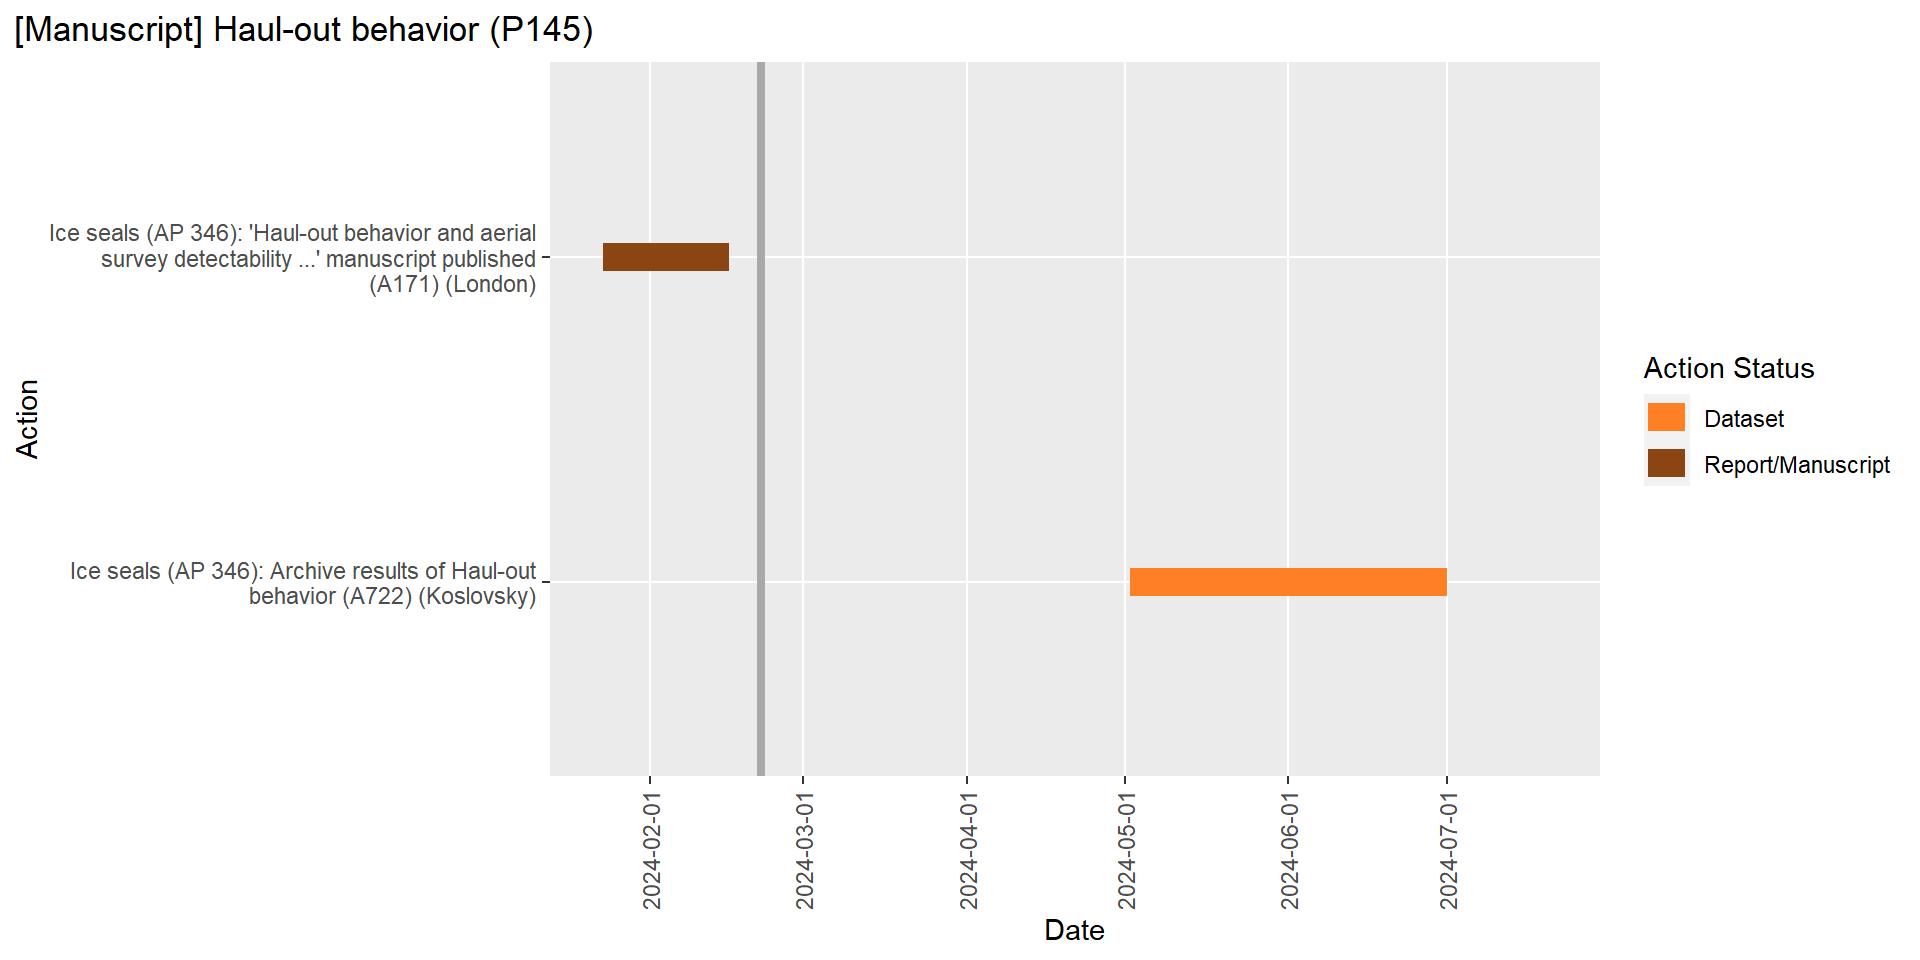 [Manuscript] Haul-out behavior (P145)
Ice seals (AP 346): 'Haul-out behavior and aerial
survey detectability ...' manuscript published
(A171) (London)
Ice seals (AP 346): Archive results of Haul-out
behavior (A722) (Koslovsky)
Action
2024-02-01
2024-03-01
2024-04-01
2024-05-01
2024-06-01
2024-07-01
Date
Action Status
Dataset
Report/Manuscript